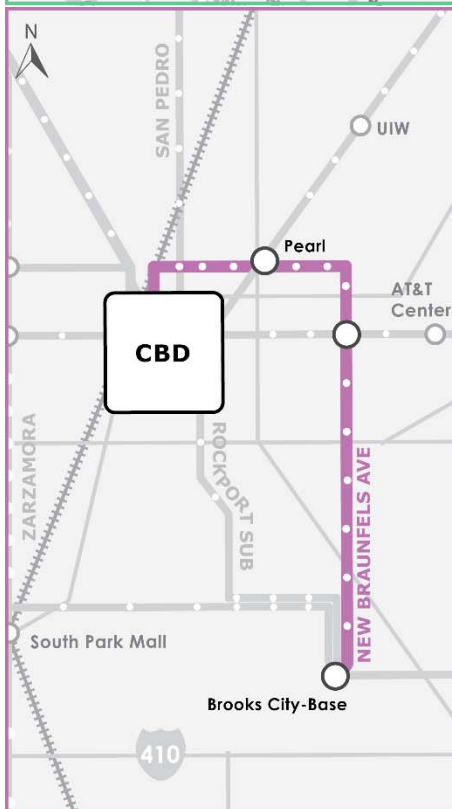 N
SAN PEDRO
UIW
Pearl
AT&T
Center
CBD
ZARZAMORA
ROCKPORT SUB
NEW BRAUNFELS AVE
South Park Mall
Brooks City-Base
410